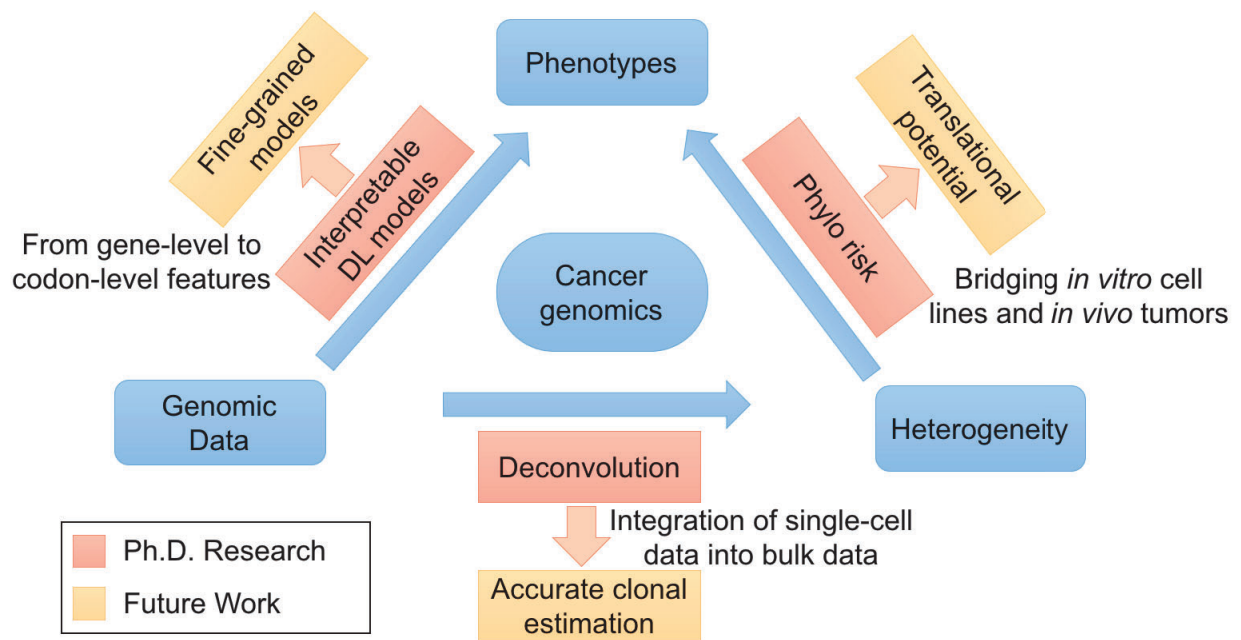 Phenotypes
Fine-grained
models
Interpretable
DL models
From gene-level to
codon-level features
Translational
potential
Phylo risk
Bridging in vitro cell
lines and in vivo tumors
Cancer
genomics
Genomic
Data
Heterogeneity
Deconvolution
Integration of single-cell
data into bulk data
Accurate clonal
estimation
Ph.D. Research
Future Work